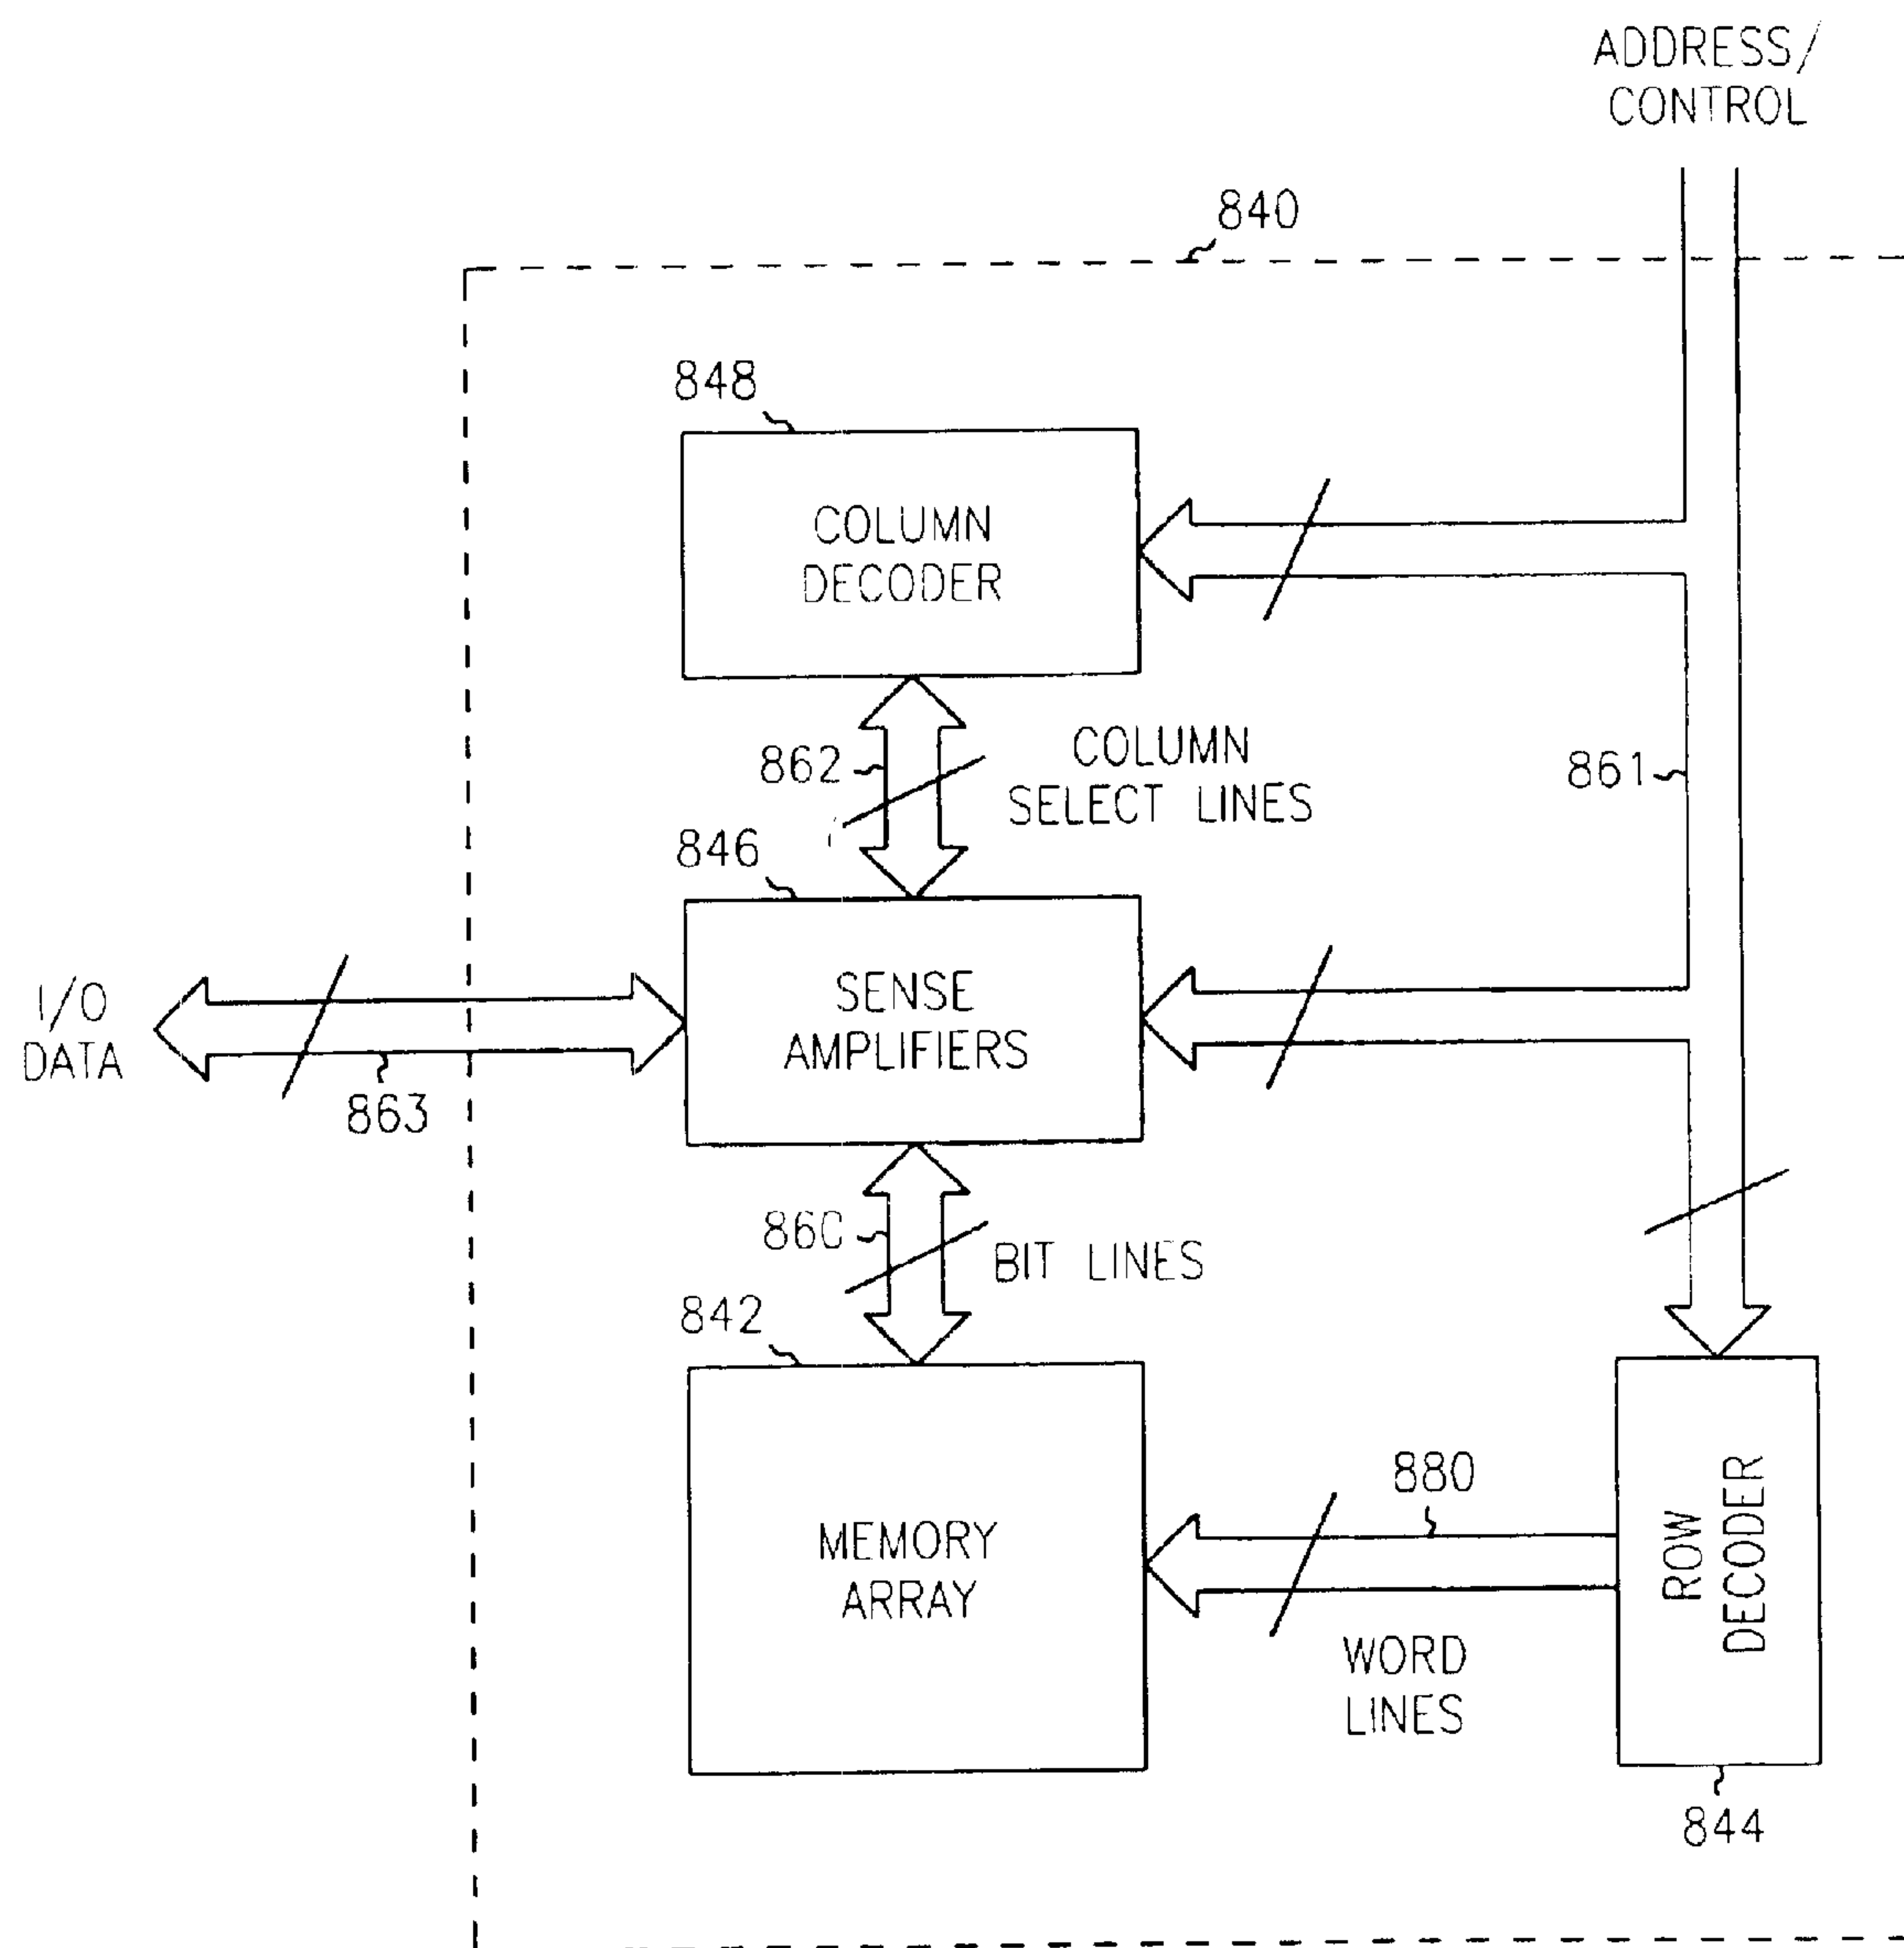 ADDRESS/
CONTROL
840
848
COLUMN
DECODER
862
COLUMN
SELECT LINES
861
846
I/O
DATA
SENSE
AMPLIFIERS
863
860
BIT LINES
842
880
MEMORY
ARRAY
ROW
DECODER
WORD
LINES
844